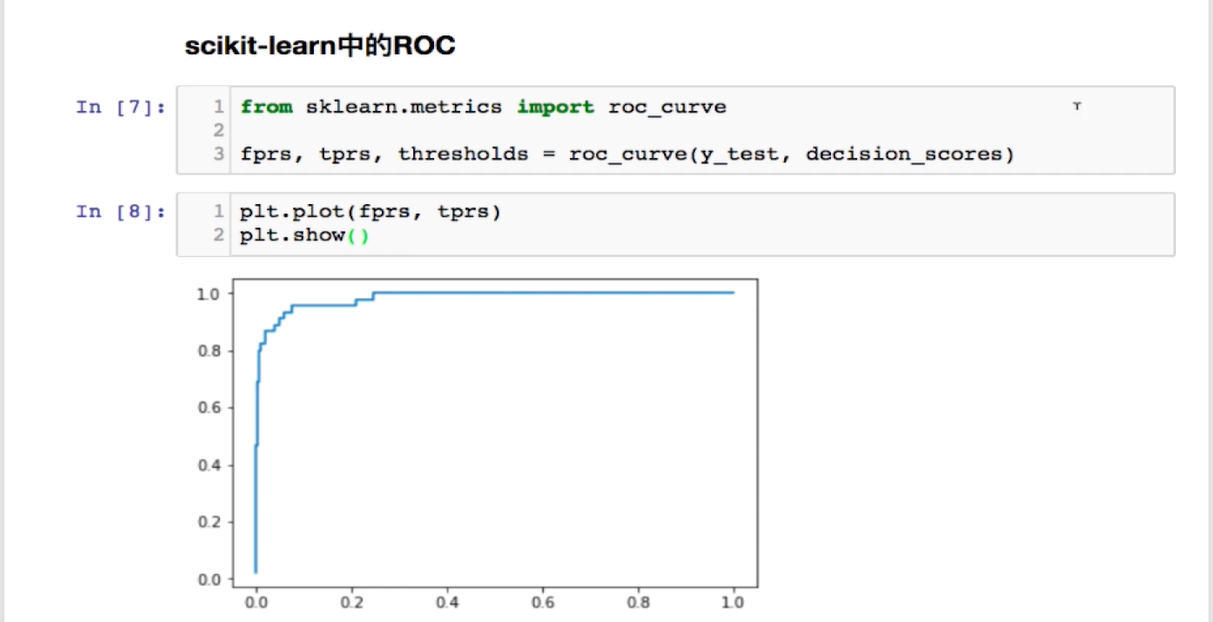 scikit-learn中的ROC
In [7]:
1 from sklearn.metrics import roc_curve
2
3 fprs, tprs, thresholds = roc_curve(y_test, decision_scores)
In [8]:
1 plt.plot(fprs, tprs)
2 plt.show()
1.0
0.8
0.6
0.4
0.2
0.0
0.0 0.2 0.4 0.6 0.8 1.0